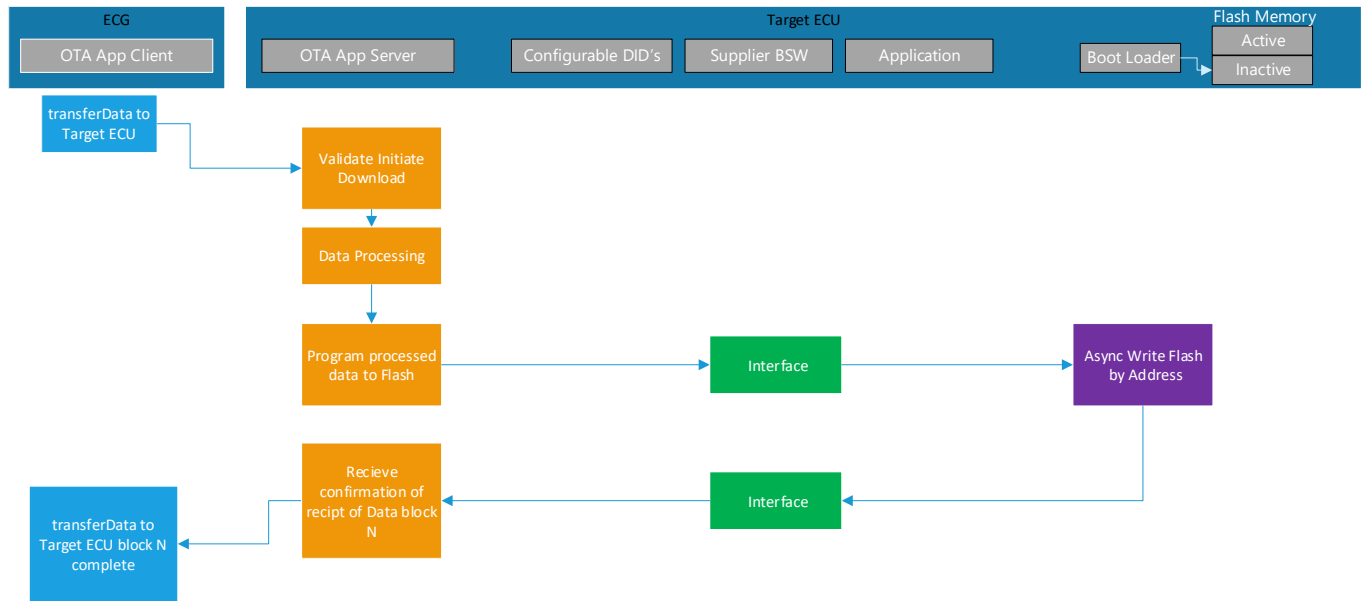 ECG
Target ECU
Flash Memory
OTA App Client
OTA App Server
Configurable DID's
Supplier BSW
Application
Boot Loader
Active
Inactive
transferData to
Target ECU
Validate Initiate
Download
Data Processing
Program processed
data to Flash
Interface
Async Write Flash
by Address
Recieve
confirmation of
recipt of Data block
N
Interface
transferData to
Target ECU block N
complete